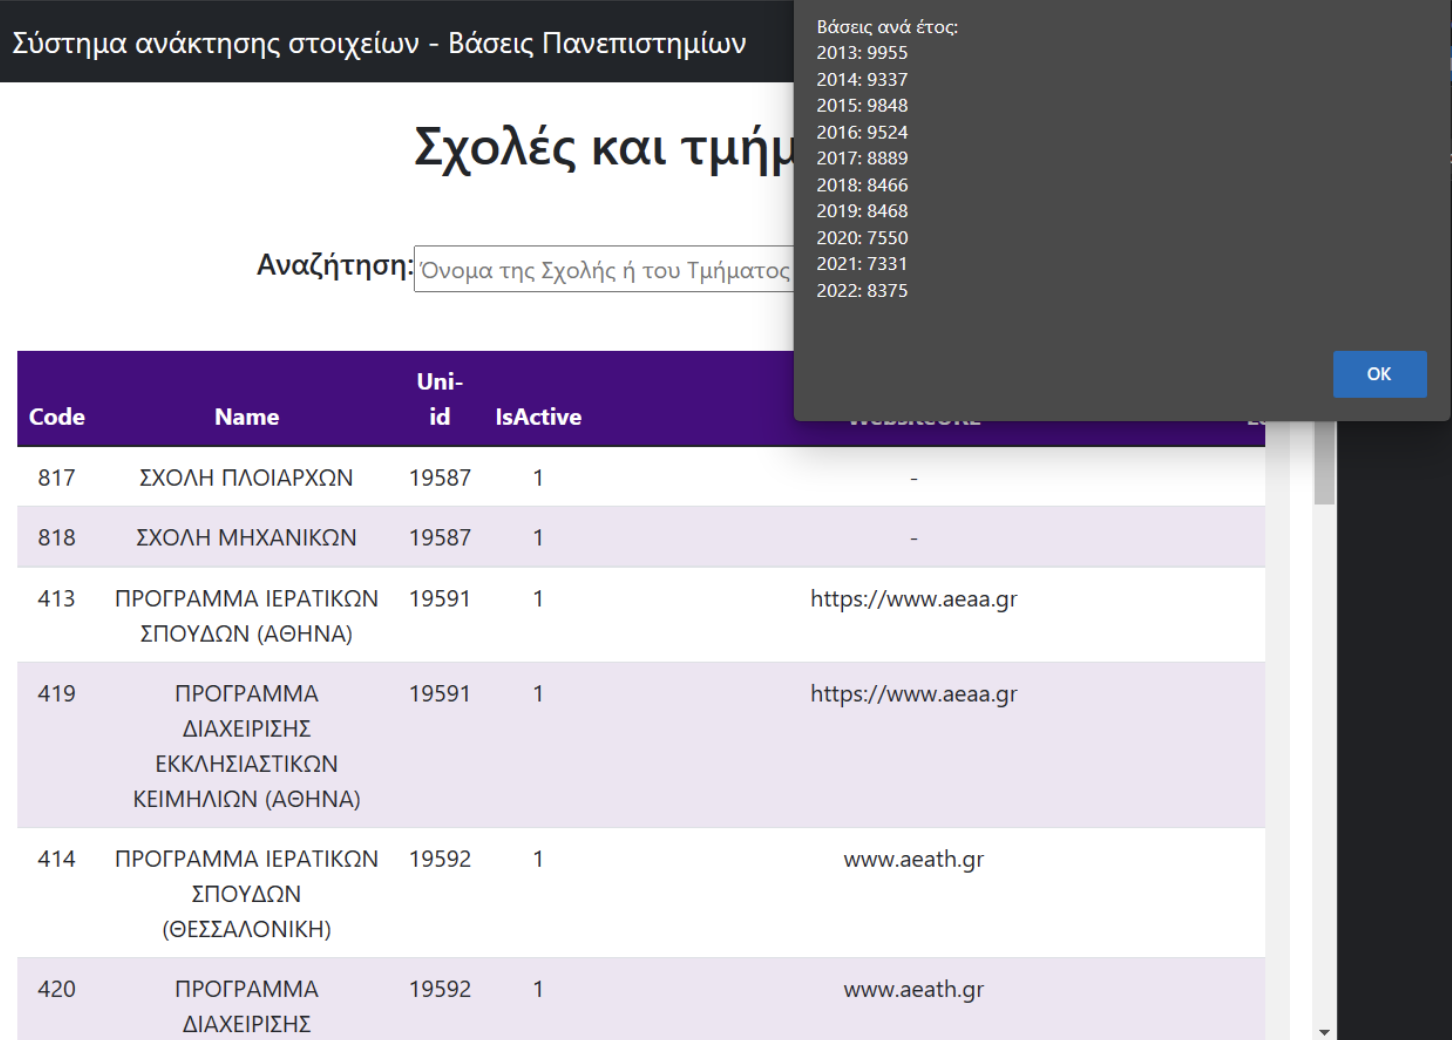 Σύστημα ανάκτησης στοιχείων - Βάσεις Πανεπιστημίων
Βάσεις ανά έτος:
2013: 9955
2014: 9337
2015: 9848
2016: 9524
2017: 8889
2018: 8466
2019: 8468
2020: 7550
2021: 7331
2022: 8375
OK
Σχολές και τμήμ
Αναζήτηση: Όνομα της Σχολής ή του Τμήματος
Code Name Uni-id IsActive WebsiteURL
817 ΣΧΟΛΗ ΠΛΟΙΑΡΧΩΝ 19587 1 -
818 ΣΧΟΛΗ ΜΗΧΑΝΙΚΩΝ 19587 1 -
413 ΠΡΟΓΡΑΜΜΑ ΙΕΡΑΤΙΚΩΝ 19591 1 https://www.aeaa.gr
ΣΠΟΥΔΩΝ (ΑΘΗΝΑ)
419 ΠΡΟΓΡΑΜΜΑ 19591 1 https://www.aeaa.gr
ΔΙΑΧΕΙΡΙΣΗΣ
ΕΚΚΛΗΣΙΑΣΤΙΚΩΝ
ΚΕΙΜΗΛΙΩΝ (ΑΘΗΝΑ)
414 ΠΡΟΓΡΑΜΜΑ ΙΕΡΑΤΙΚΩΝ 19592 1 www.aeath.gr
ΣΠΟΥΔΩΝ
(ΘΕΣΣΑΛΟΝΙΚΗ)
420 ΠΡΟΓΡΑΜΜΑ 19592 1 www.aeath.gr
ΔΙΑΧΕΙΡΙΣΗΣ